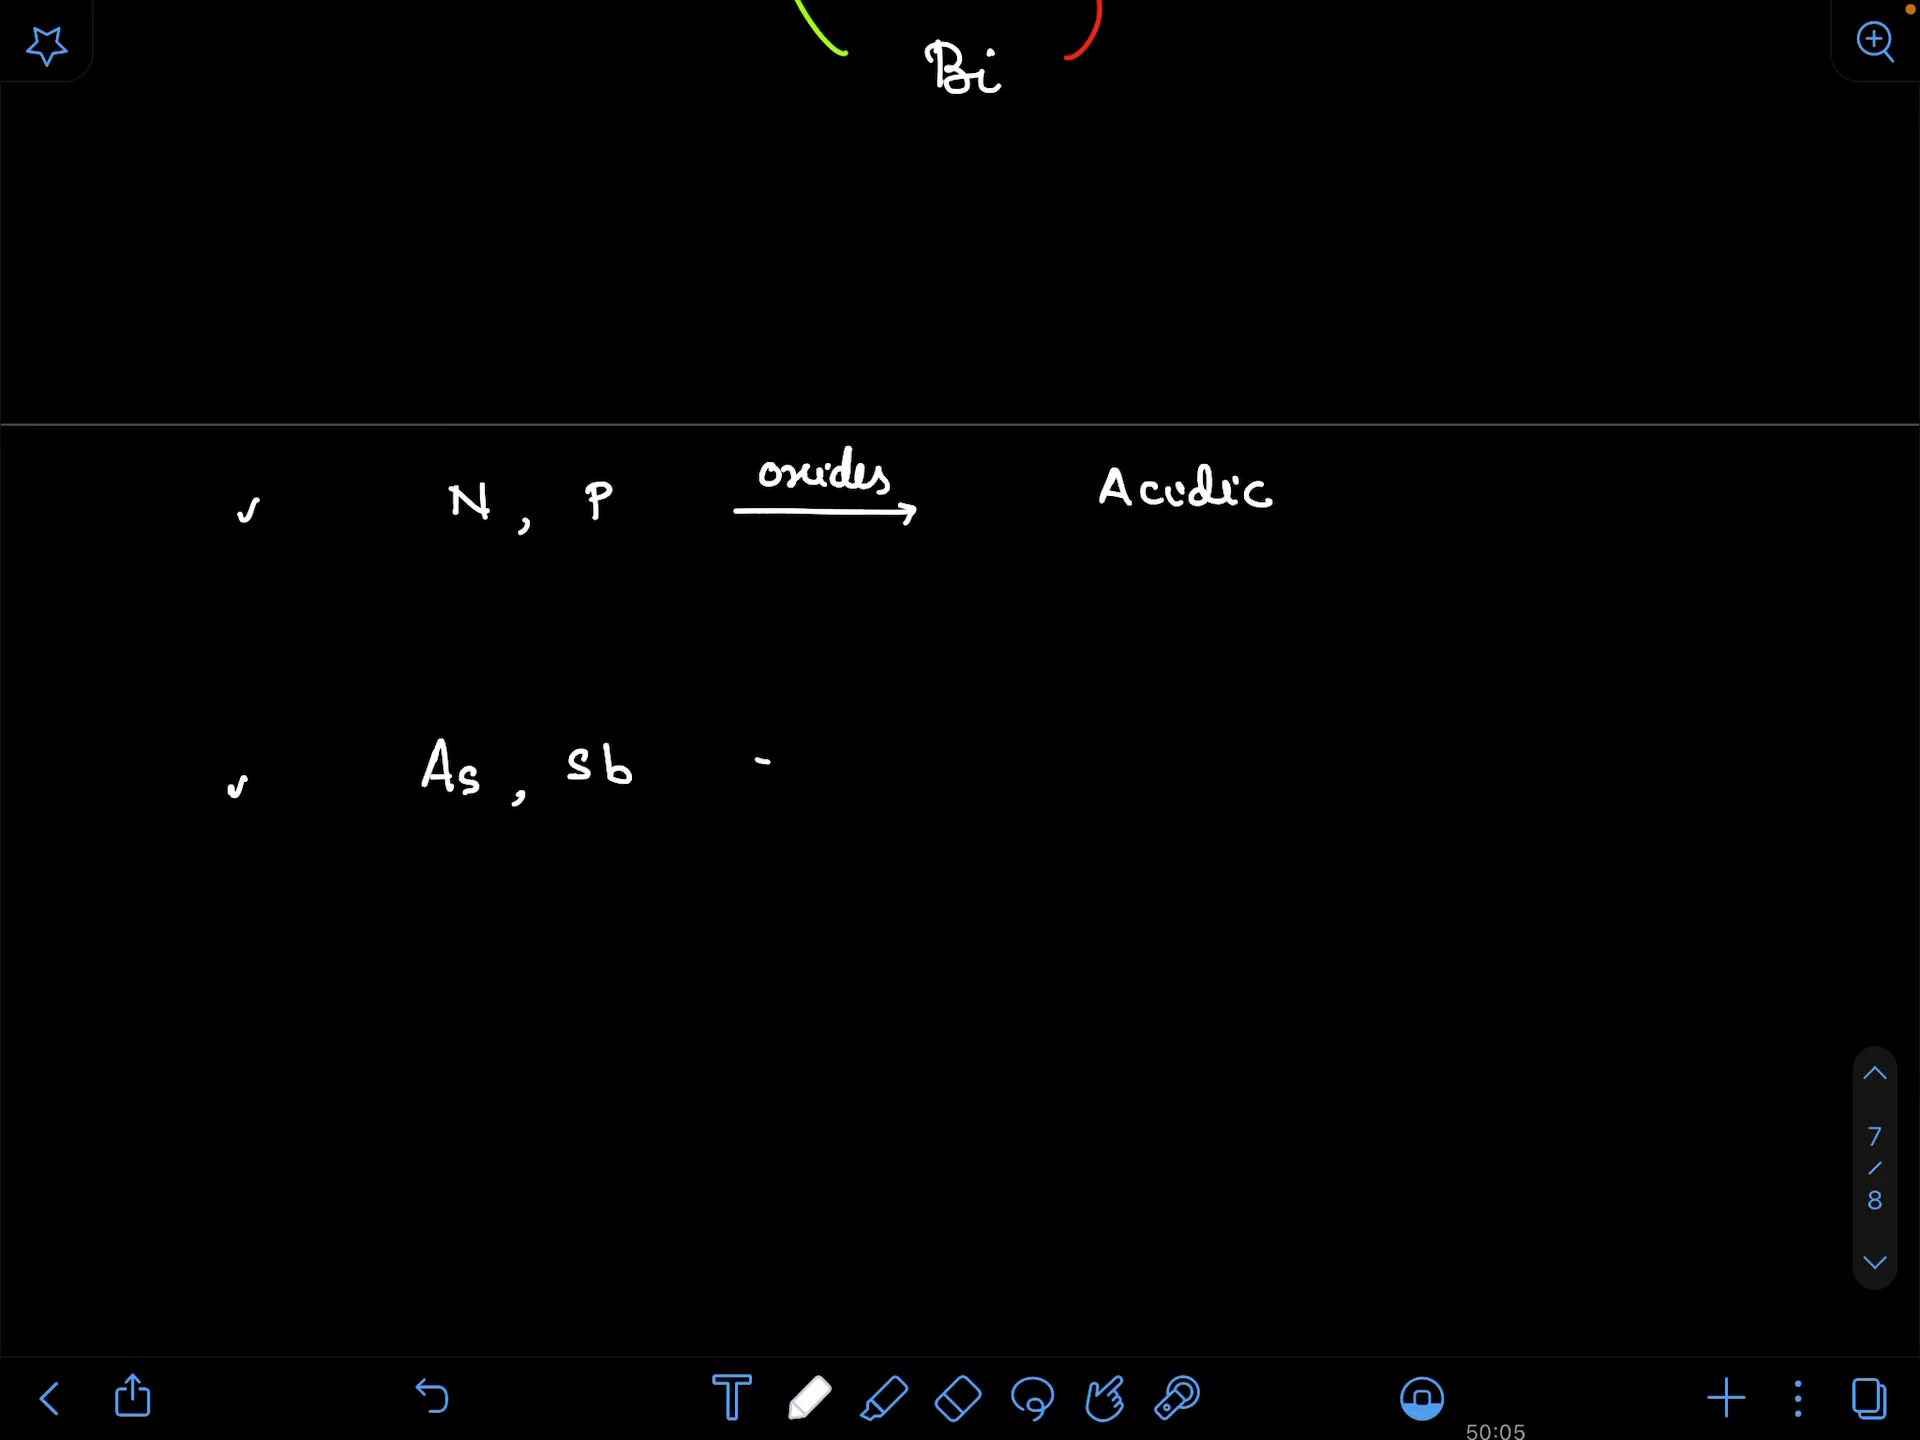 Bi
✓ N, P oxides → Acidic
✓ As, Sb -
7
/
8
50:05